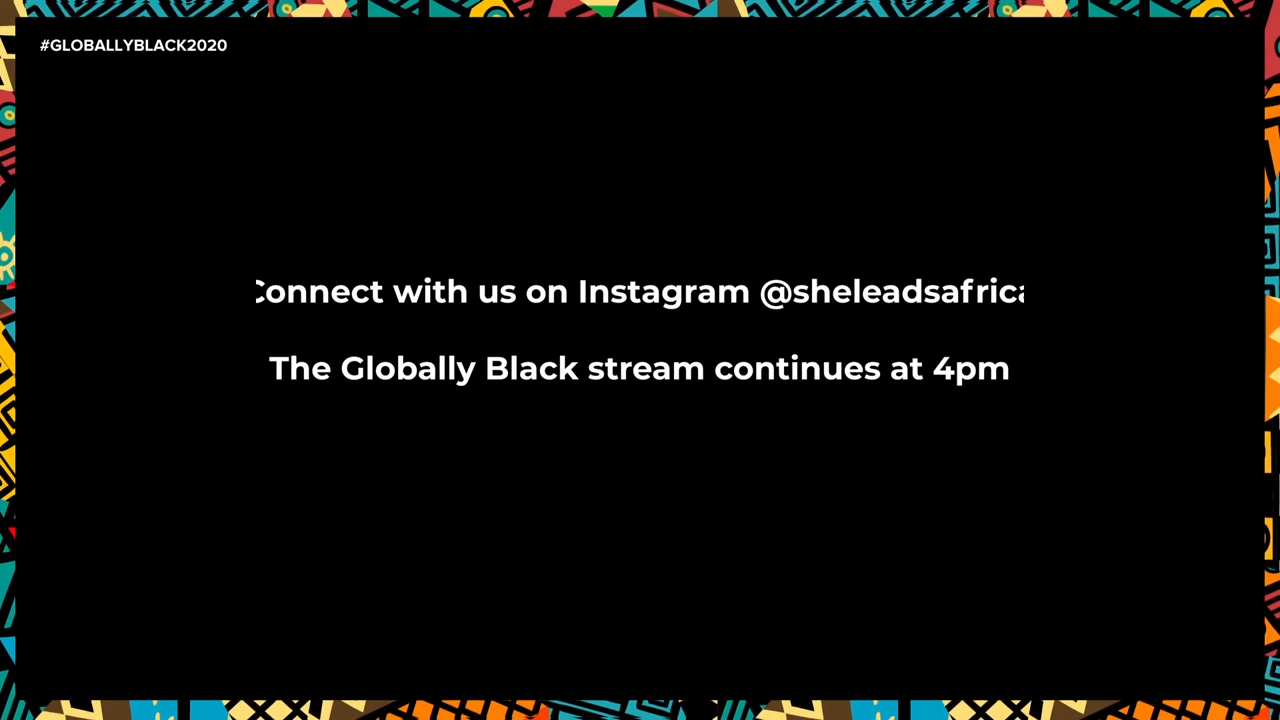 #GLOBALLYBLACK2020
Connect with us on Instagram @sheleadsafrica
The Globally Black stream continues at 4pm